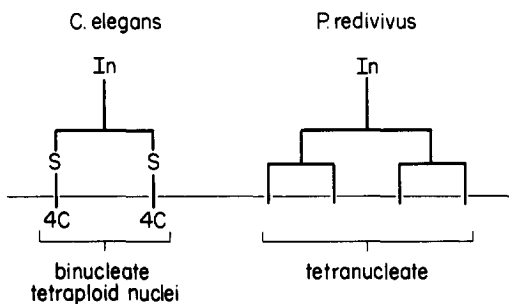 C. elegans
P. redivivus
In
In
S
S
4C
4C
binucleate
tetraploid nuclei
tetranucleate